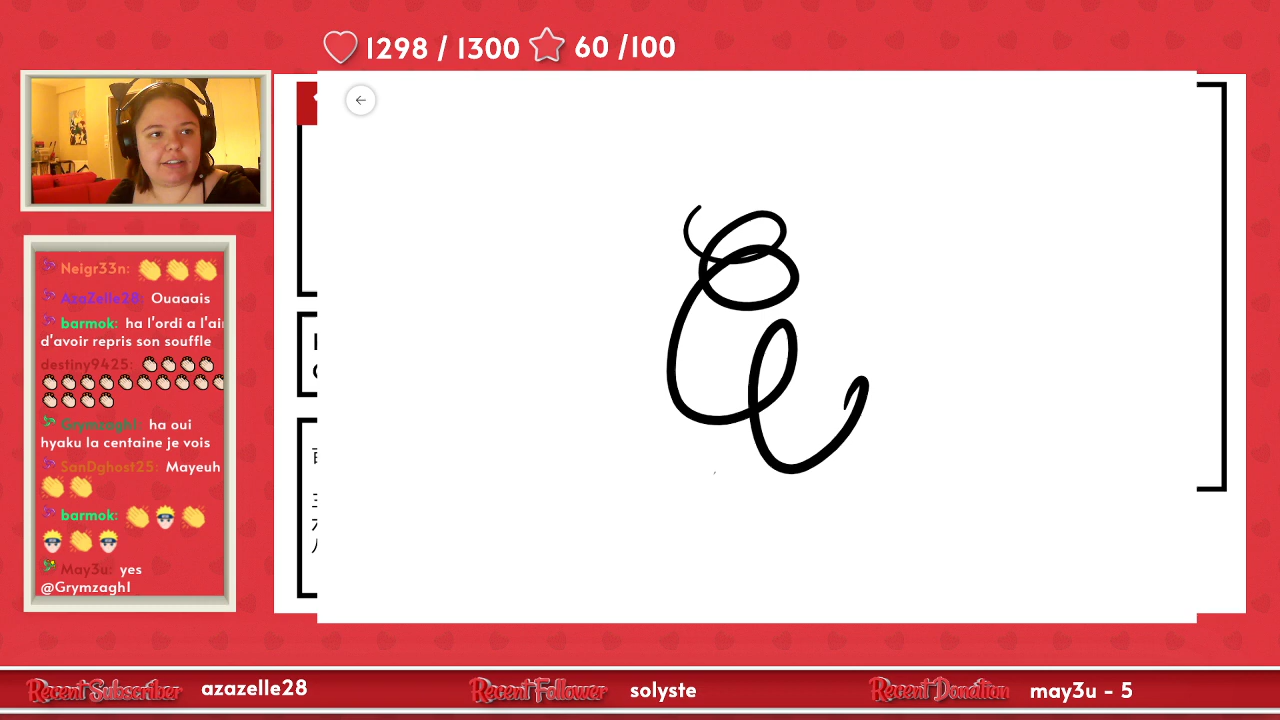 1298 / 1300 60 /100
Neigr33n:
AzaZelle28: Ouaaais
barmok: ha l'ordi a l'air
d'avoir repris son souffle
destiny9425:
Grymzagh1: ha oui
hyaku la centaine je vois
SanDghost25: Mayeuh
barmok:
May3u: yes
@Grymzagh1
Recent Subscriber azazelle28
Recent Follower solyste
Recent Donation may3u - 5